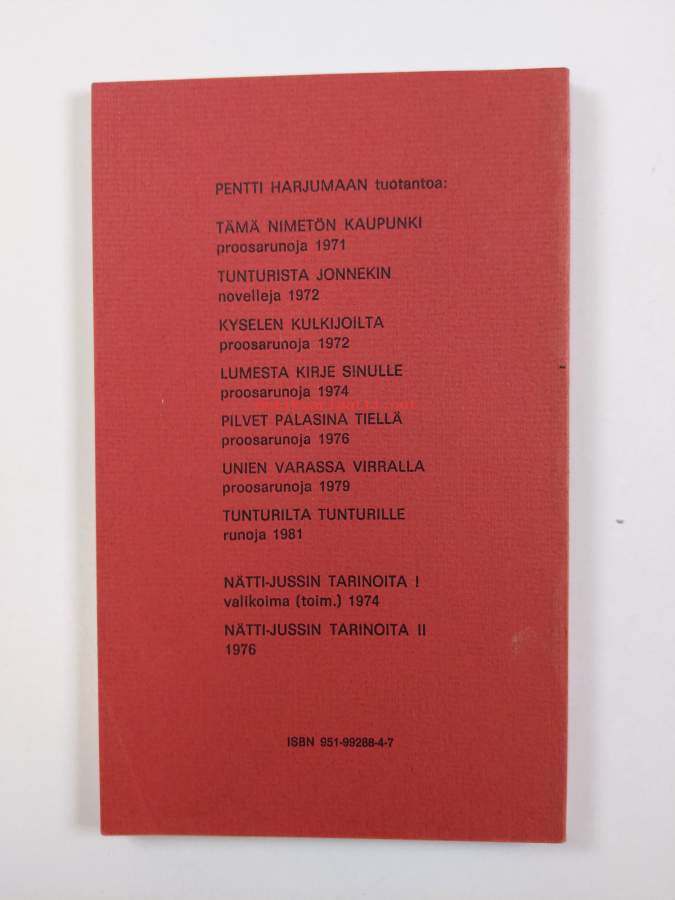 PENTTI HARJUMAAN tuotantoa:
TÄMÄ NIMETÖN KAUPUNKI
proosarunoja 1971
TUNTURISTA JONNEKIN
novelleja 1972
KYSELEN KULKIJOILTA
proosarunoja 1972
LUMESTA KIRJE SINULLE
proosarunoja 1974
PILVET PALASINA TIELLÄ
proosarunoja 1976
UNIEN VARASSA VIRRALLA
proosarunoja 1979
TUNTURILTA TUNTURILLE
runoja 1981
NÄTTI-JUSSIN TARINOITA I
valikoima (toim.) 1974
NÄTTI-JUSSIN TARINOITA II
1976
ISBN 951-99288-4-7